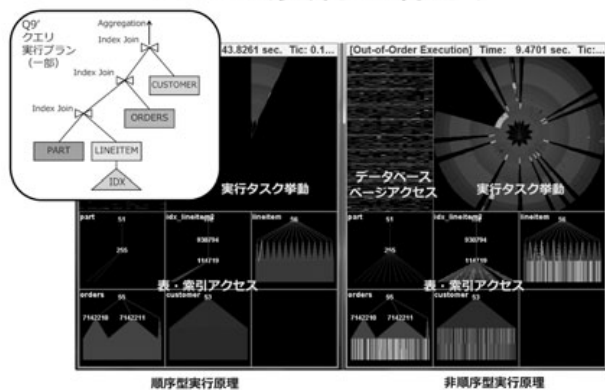 Q9'
クエリ
実行プラン
（一部）
Aggregation
Index Join
Index Join
CUSTOMER
Index Join
ORDERS
PART
LINEITEM
IDX
43.8261 sec. Tic: 0.1...
[Out-of-Order Execution] Time: 9.4701 sec. Tic:...
データベース
ページアクセス
実行タスク挙動
実行タスク挙動
part
51
255
idx_lineitem2
930794
114719
lineitem
56
表・索引アクセス
orders
55
7142210
7142211
customer
53
part
51
255
idx_lineitem2
930794
114719
lineitem
56
表・索引アクセス
orders
55
7142210
7142211
customer
53
順序型実行原理
非順序型実行原理